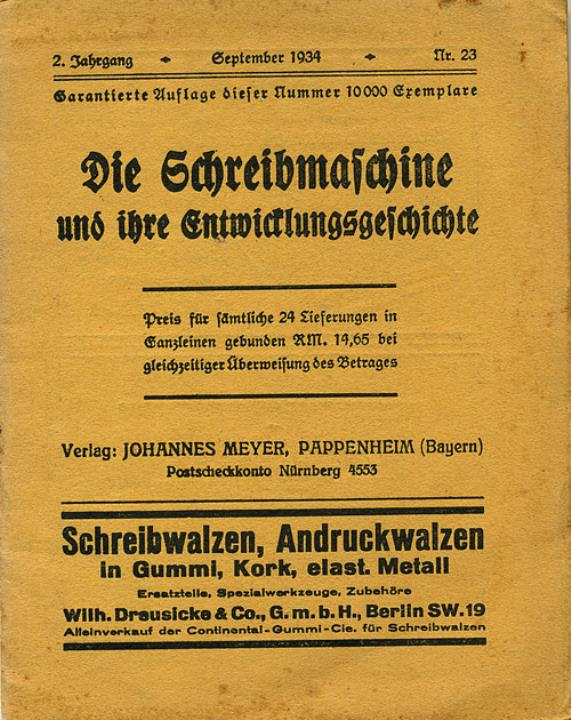 2. Jahrgang ✦ September 1934 ✦ Nr. 23
Garantierte Auflage dieser Nummer 10000 Exemplare
Die Schreibmaschine
und ihre Entwicklungsgeschichte
Preis für sämtliche 24 Lieferungen in
Ganzleinen gebunden RM. 14,65 bei
gleichzeitiger Überweisung des Betrages
Verlag: JOHANNES MEYER, PAPPENHEIM (Bayern)
Postscheckkonto Nürnberg 4553
Schreibwalzen, Andruckwalzen
in Gummi, Kork, elast. Metall
Ersatzteile, Spezialwerkzeuge, Zubehöre
Wilh. Dreusicke & Co., G. m. b. H., Berlin SW. 19
Alleinverkauf der Continental-Gummi-Cie. für Schreibwalzen